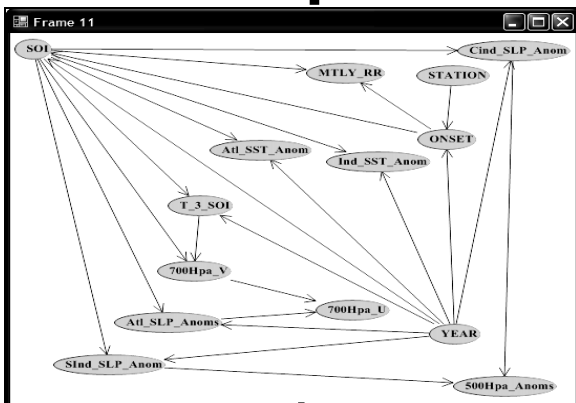 Frame 11
SOI
Cind_SLP_Anom
MTLY_RR
STATION
ONSET
Atl_SST_Anom
Ind_SST_Anom
T_3_SOI
700Hpa_V
700Hpa_U
Atl_SLP_Anoms
YEAR
SInd_SLP_Anom
500Hpa_Anoms